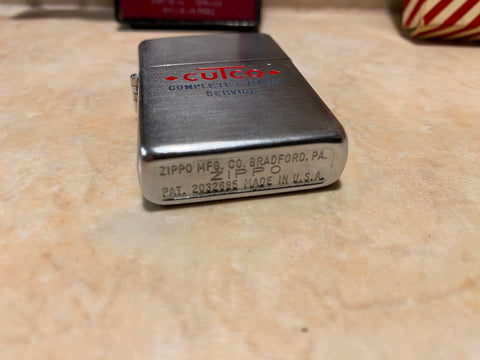 CUTCO
COMPLETE
SERVICE
ZIPPO MFG. CO. BRADFORD. PA.
ZIPPO
PAT. 2032695 MADE IN U.S.A.